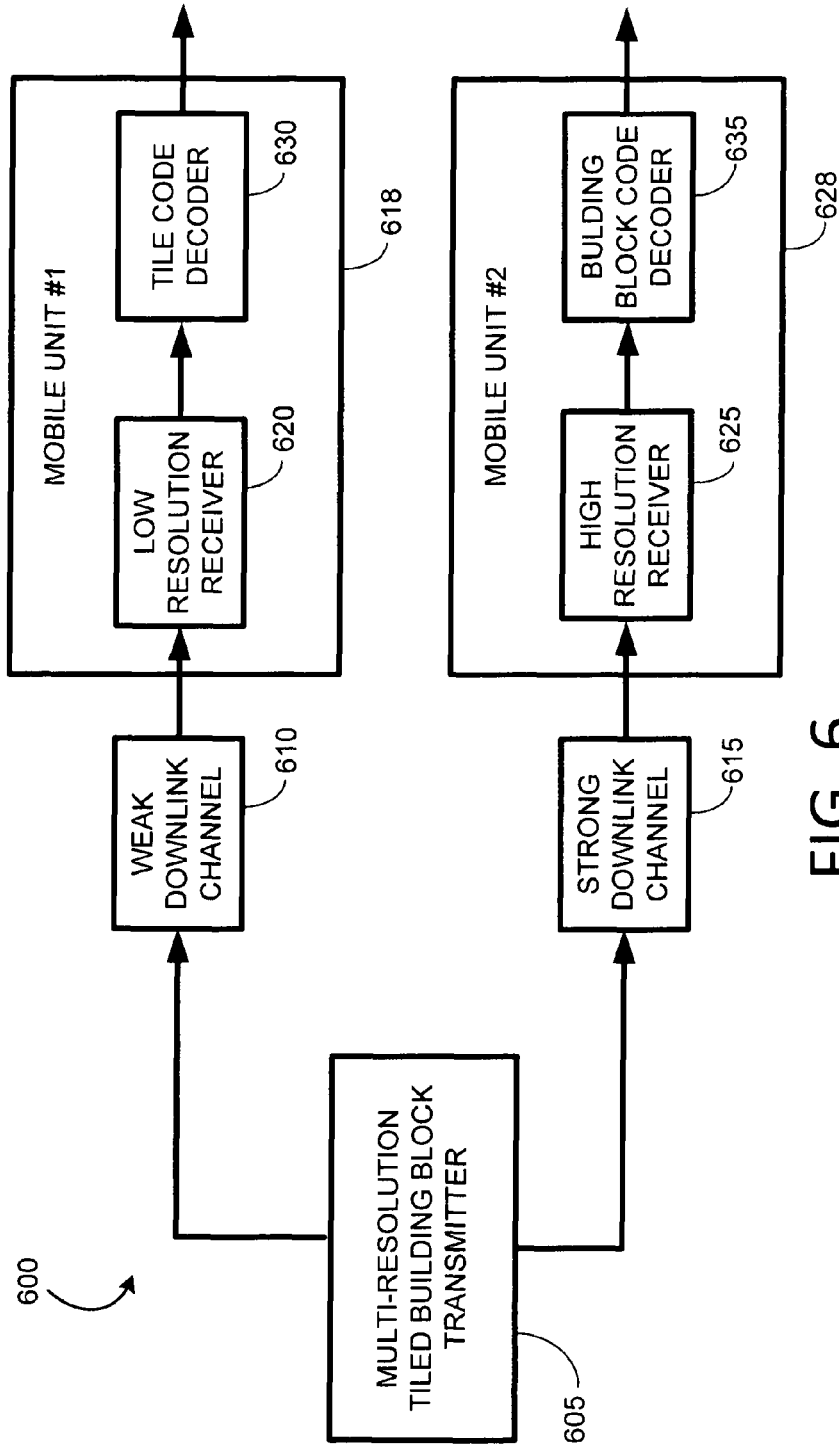 600
MULTI-RESOLUTION
TILED BUILDING BLOCK
TRANSMITTER
605
WEAK
DOWNLINK
CHANNEL
610
MOBILE UNIT #1
LOW
RESOLUTION
RECEIVER
620
TILE CODE
DECODER
630
618
STRONG
DOWNLINK
CHANNEL
615
MOBILE UNIT #2
HIGH
RESOLUTION
RECEIVER
625
BULDING
BLOCK CODE
DECODER
635
628
FIG. 6